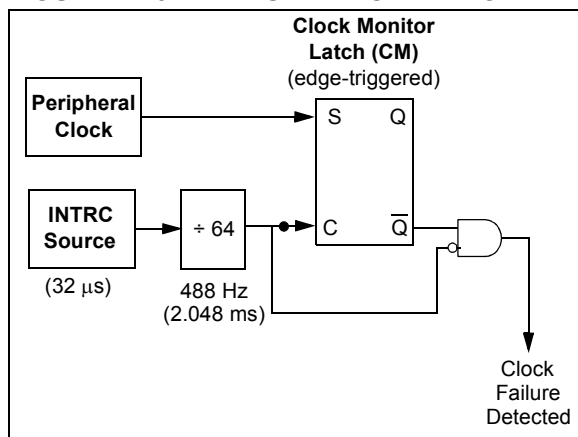 Clock Monitor
Latch (CM)
(edge-triggered)
Peripheral
Clock
S Q
INTRC
Source
÷ 64
C Q̅
(32 μs)
488 Hz
(2.048 ms)
Clock
Failure
Detected